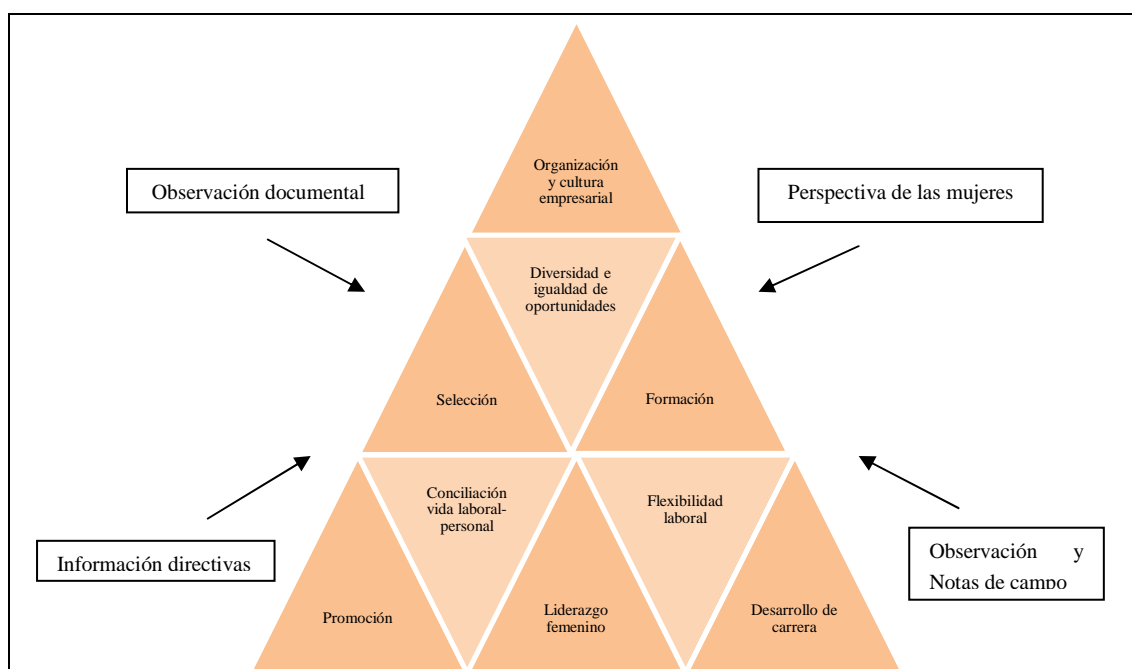 Organización
y cultura
empresarial
Observación documental
Perspectiva de las mujeres
Diversidad e
igualdad de
oportunidades
Selección
Formación
Conciliación
vida laboral-
personal
Flexibilidad
laboral
Información directivas
Observación y
Notas de campo
Promoción
Liderazgo
femenino
Desarrollo de
carrera